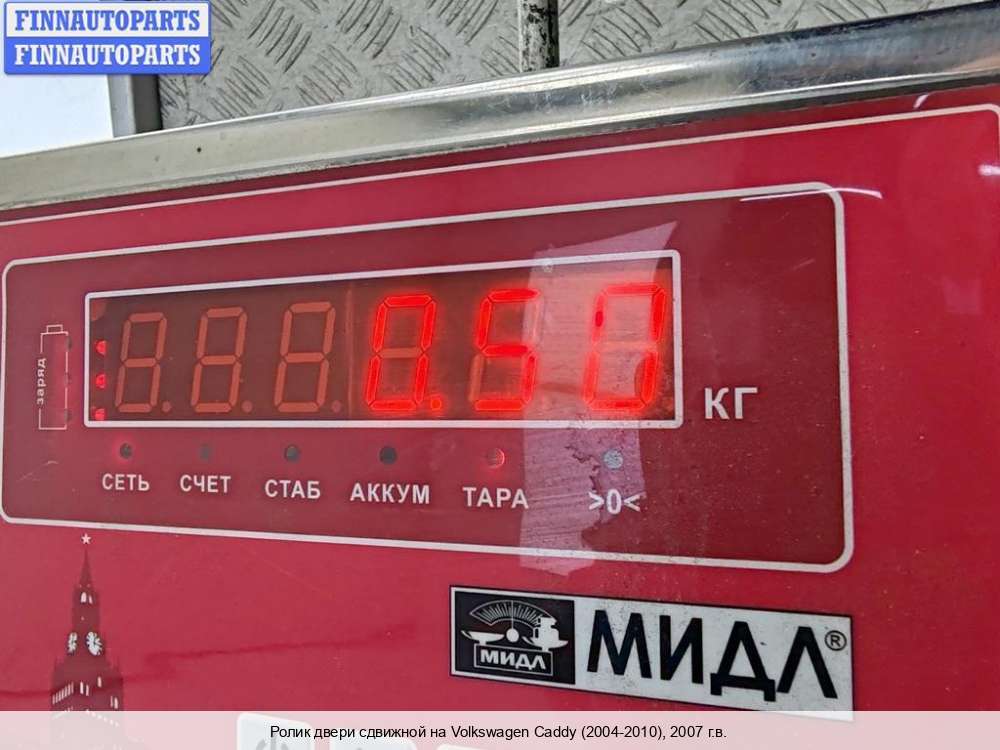 FINNAUTOPARTS
FINNAUTOPARTS
заряд
0.50
КГ
СЕТЬ СЧЕТ СТАБ АККУМ ТАРА >0<
МИДЛ
МИДЛ®
Ролик двери сдвижной на Volkswagen Caddy (2004-2010), 2007 г.в.